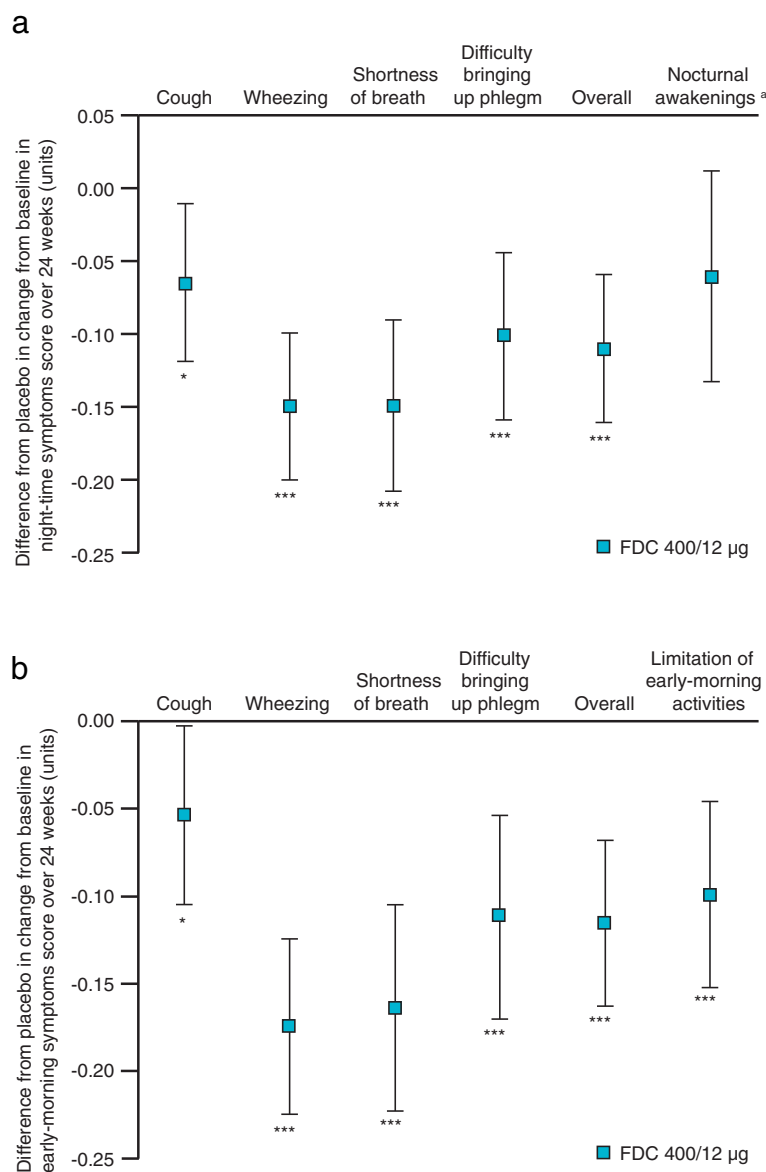 a
Difficulty
Shortness bringing Nocturnal
Cough Wheezing of breath up phlegm Overall awakenings a
Difference from placebo in change from baseline in
night-time symptoms score over 24 weeks (units)
0.05
0.00
-0.05
-0.10
-0.15
-0.20
-0.25
*
***
***
***
***
FDC 400/12 µg
b
Difficulty Limitation of
Shortness bringing early-morning
Cough Wheezing of breath up phlegm Overall activities
Difference from placebo in change from baseline in
early-morning symptoms score over 24 weeks (units)
0.00
-0.05
-0.10
-0.15
-0.20
-0.25
*
***
***
***
***
***
FDC 400/12 µg